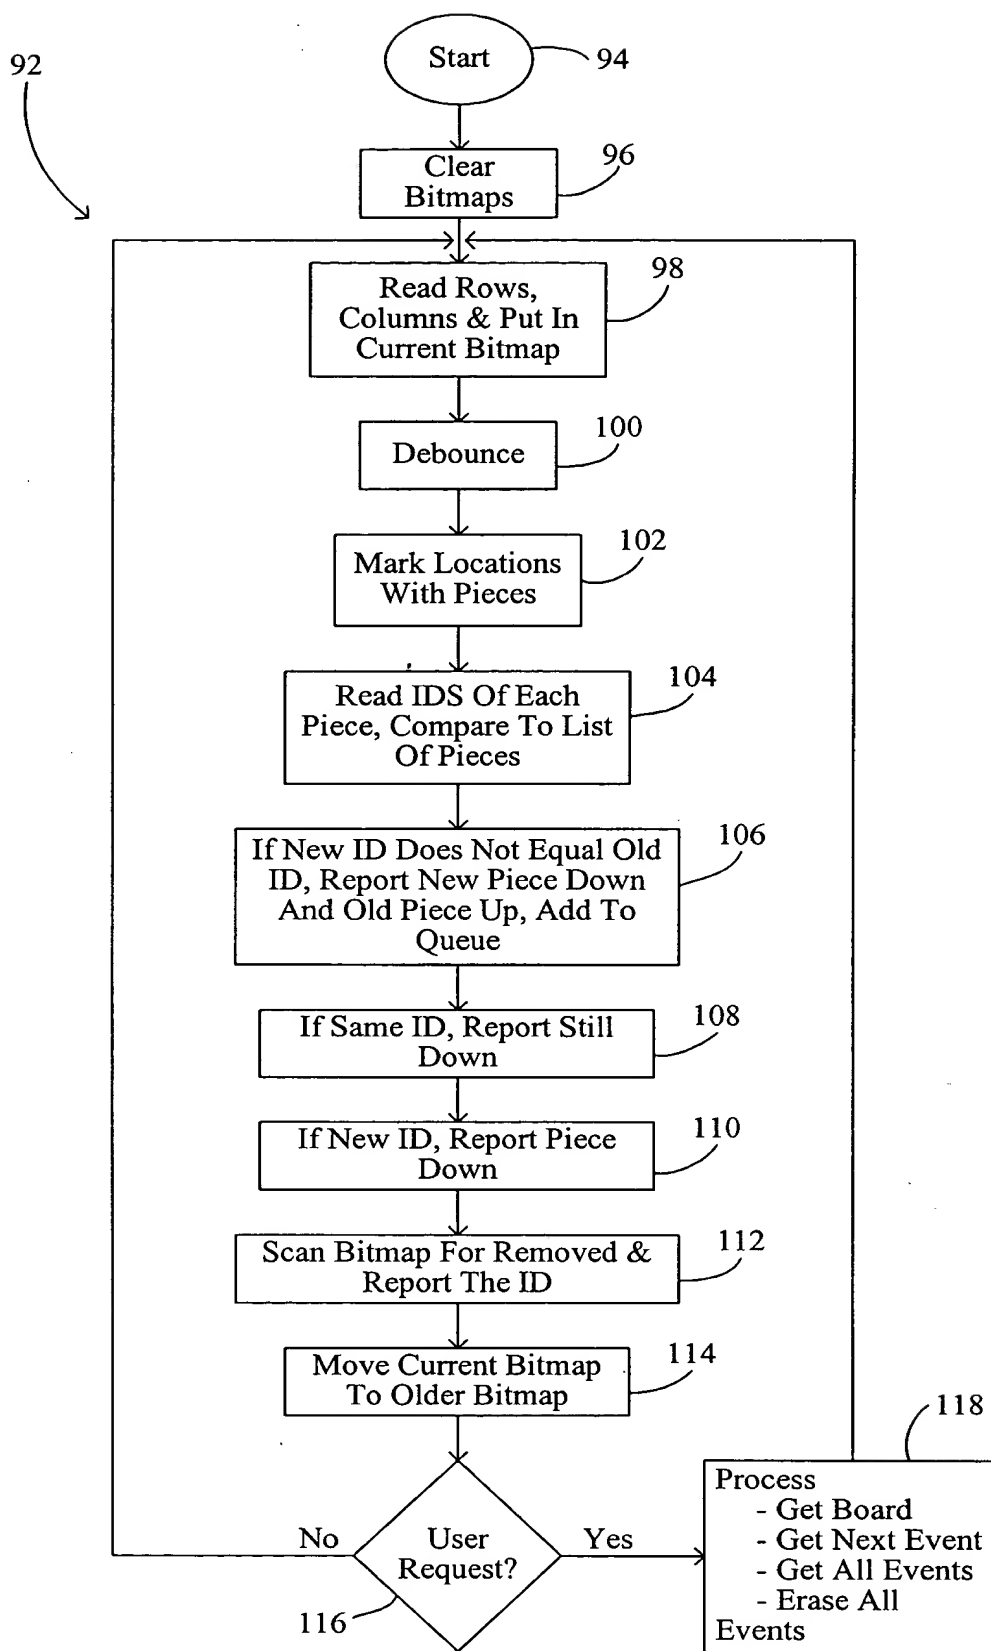 92
Start
94
Clear
Bitmaps
96
Read Rows,
Columns & Put In
Current Bitmap
98
Debounce
100
Mark Locations
With Pieces
102
Read IDS Of Each
Piece, Compare To List
Of Pieces
104
If New ID Does Not Equal Old
ID, Report New Piece Down
And Old Piece Up, Add To
Queue
106
If Same ID, Report Still
Down
108
If New ID, Report Piece
Down
110
Scan Bitmap For Removed &
Report The ID
112
Move Current Bitmap
To Older Bitmap
114
User
Request?
116
No
Yes
118
Process
- Get Board
- Get Next Event
- Get All Events
- Erase All
Events